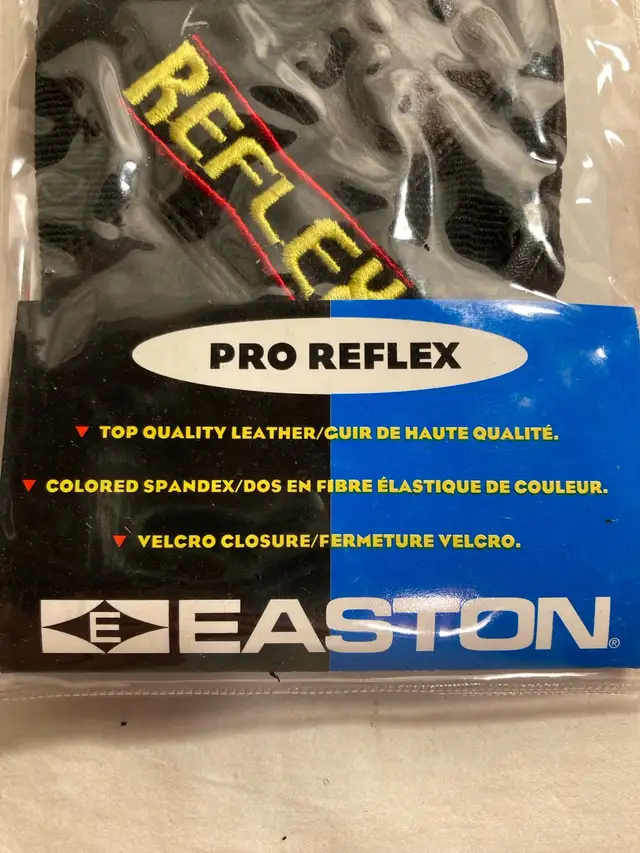 REFLEX
PRO REFLEX
TOP QUALITY LEATHER/CUIR DE HAUTE QUALITÉ.
COLORED SPANDEX/DOS EN FIBRE ÉLASTIQUE DE COULEUR.
VELCRO CLOSURE/FERMETURE VELCRO.
E EASTON®